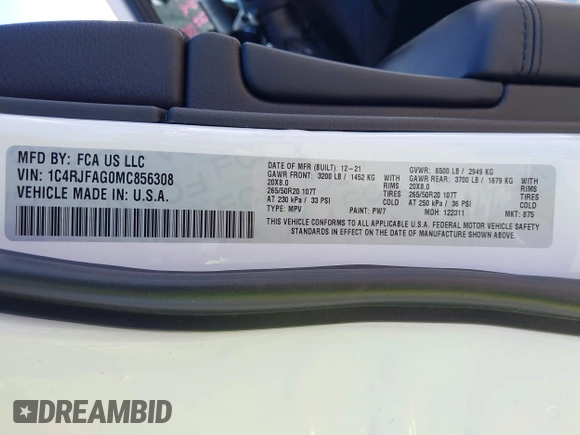 MFD BY: FCA US LLC
VIN: 1C4RJFAG0MC856308
VEHICLE MADE IN: U.S.A.
DATE OF MFR (BUILT): 12-21
GVWR: 6500 LB / 2949 KG
GAWR FRONT: 3200 LB / 1452 KG
GAWR REAR: 3700 LB / 1679 KG
20X8.0
20X8.0
265/50R20 107T TIRES
265/50R20 107T TIRES
AT 230 kPa / 33 PSI COLD
AT 250 kPa / 36 PSI COLD
TYPE: MPV PAINT: PW7 MDH: 122311 MKT: 875
THIS VEHICLE CONFORMS TO ALL APPLICABLE U.S.A. FEDERAL MOTOR VEHICLE SAFETY
STANDARDS IN EFFECT ON THE DATE OF MANUFACTURE SHOWN ABOVE
DREAMBID